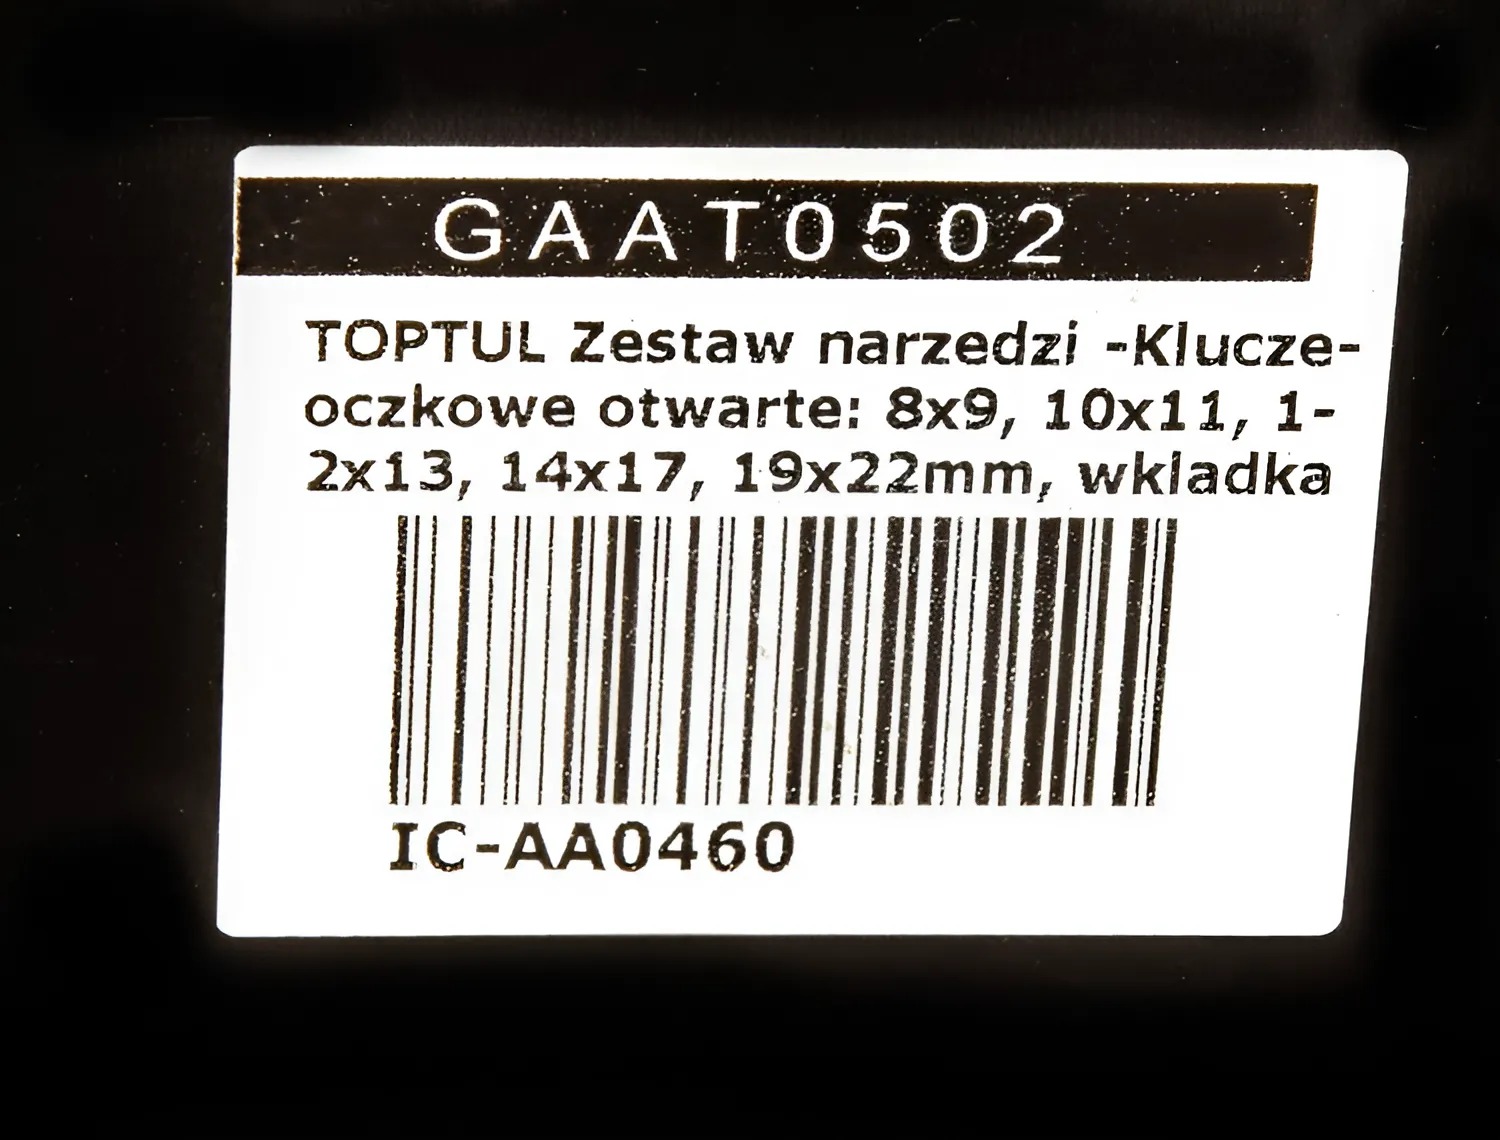 GAAT0502
TOPTUL Zestaw narzedzi -Klucze-
oczkowe otwarte: 8x9, 10x11, 1-
2x13, 14x17, 19x22mm, wkladka
IC-AA0460